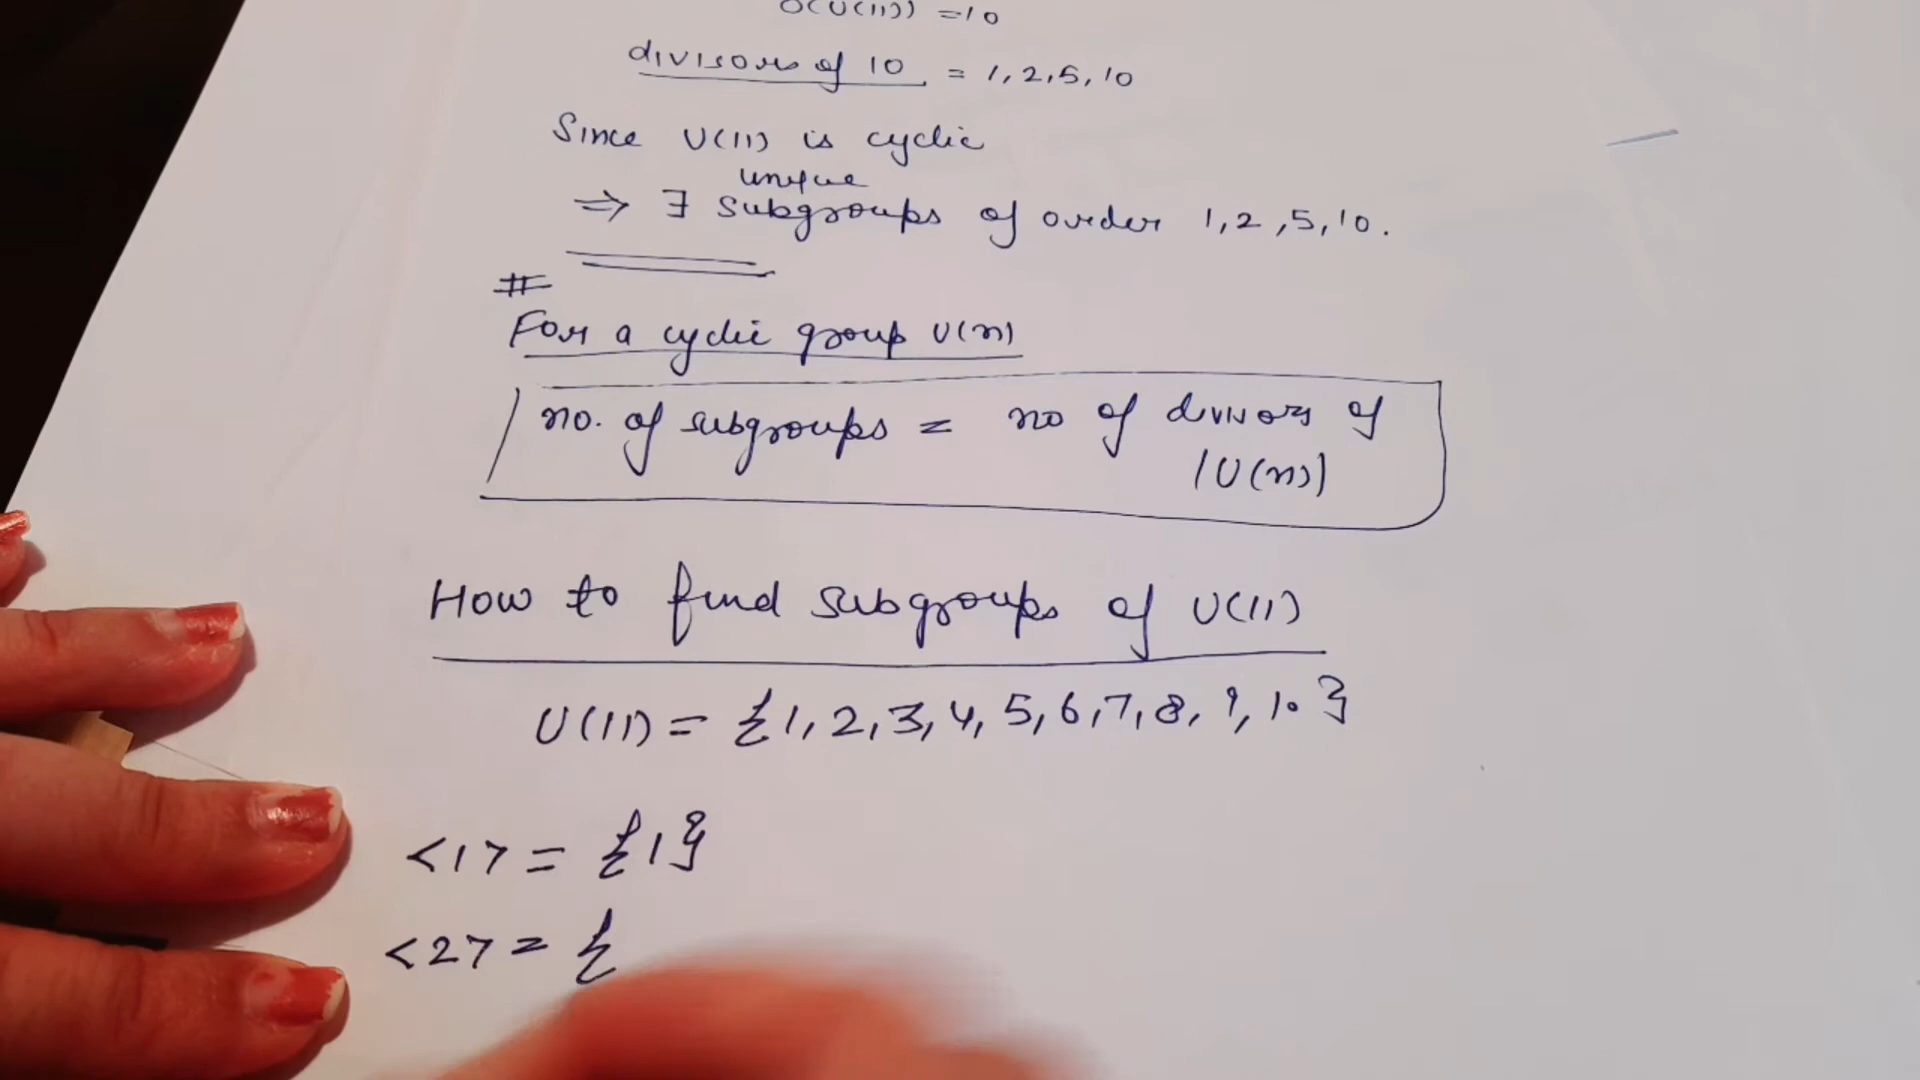 O(U(11)) = 10
divisors of 10 = 1, 2, 5, 10
Since U(11) is cyclic
unique
⇒ ∃ subgroups of order 1, 2, 5, 10.
#
For a cyclic group U(n)
no. of subgroups = no of divisors of
|U(n)|
How to find subgroups of U(11)
U(11) = {1, 2, 3, 4, 5, 6, 7, 8, 9, 10}
<1> = {1}
<2> = {